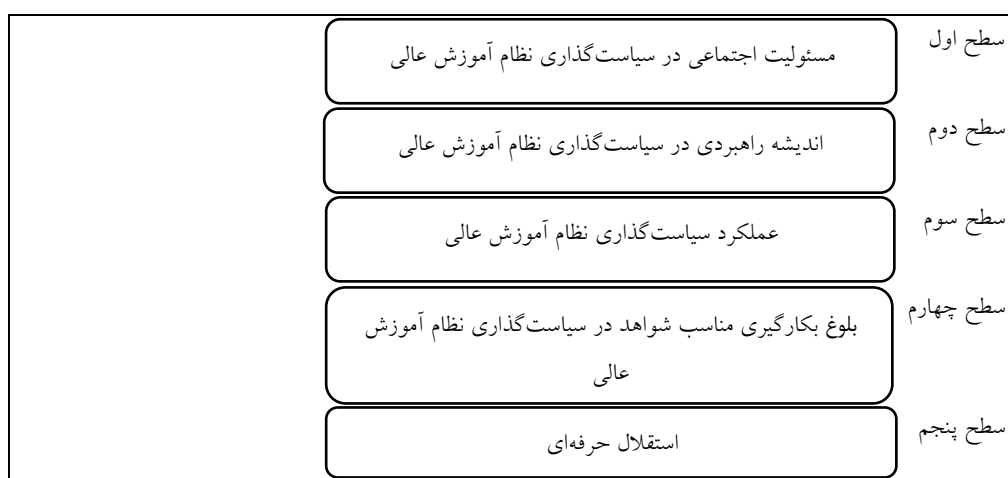 سطح اول
مسئولیت اجتماعی در سیاست‌گذاری نظام آموزش عالی
سطح دوم
اندیشه راهبردی در سیاست‌گذاری نظام آموزش عالی
سطح سوم
عملکرد سیاست‌گذاری نظام آموزش عالی
سطح چهارم
بلوغ بکارگیری مناسب شواهد در سیاست‌گذاری نظام آموزش
عالی
سطح پنجم
استقلال حرفه‌ای